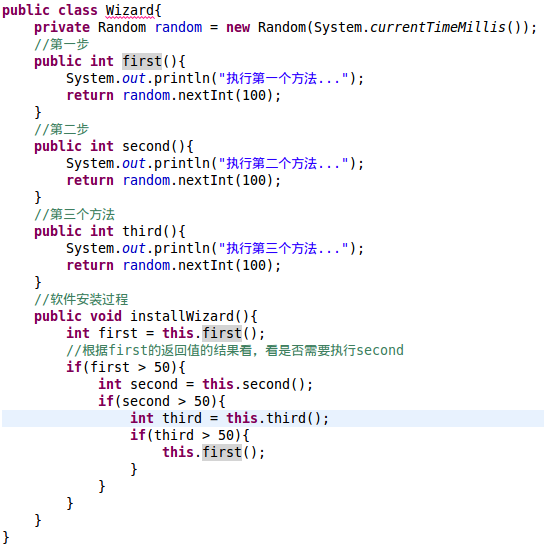 public class Wizard{
    private Random random = new Random(System.currentTimeMillis());
    //第一步
    public int first(){
        System.out.println("执行第一个方法...");
        return random.nextInt(100);
    }
    //第二步
    public int second(){
        System.out.println("执行第二个方法...");
        return random.nextInt(100);
    }
    //第三个方法
    public int third(){
        System.out.println("执行第三个方法...");
        return random.nextInt(100);
    }
    //软件安装过程
    public void installWizard(){
        int first = this.first();
        //根据first的返回值的结果看，看是否需要执行second
        if(first > 50){
            int second = this.second();
            if(second > 50){
                int third = this.third();
                if(third > 50){
                    this.first();
                }
            }
        }
    }
}